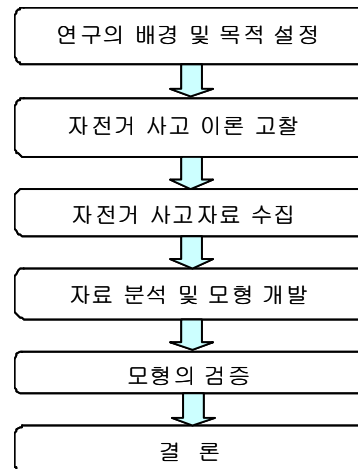 연구의 배경 및 목적 설정
자전거 사고 이론 고찰
자전거 사고자료 수집
자료 분석 및 모형 개발
모형의 검증
결 론